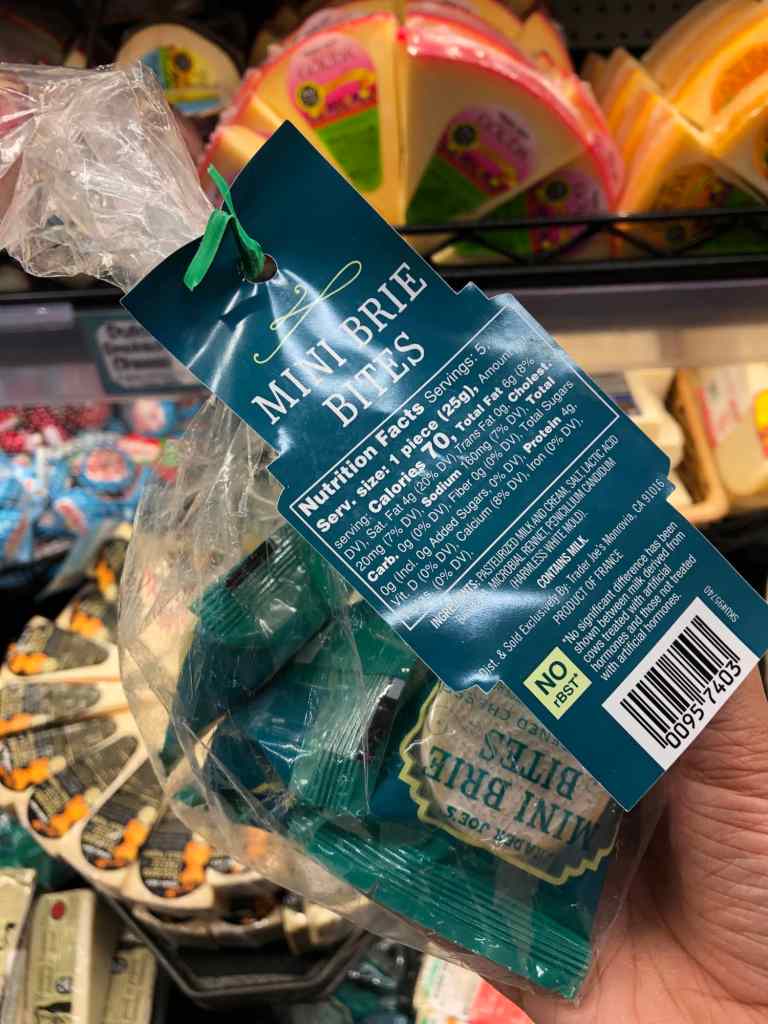 MINI BRIE
BITES
Nutrition Facts Servings: 5,
Serv. size: 1 piece (25g), Amount
serving: Calories 70, Total Fat 6g (8%
DV), Sat. Fat 4g (20% DV), Trans Fat 0g, Cholest.
20mg (7% DV), Sodium 160mg (7% DV), Total
Carb. 0g (0% DV), Fiber 0g (0% DV), Total Sugars
0g (Incl. 0g Added Sugars, 0% DV), Protein 4g,
Vit. D (0% DV), Calcium (8% DV), Iron (0% DV),
(0% DV).
INGREDIENTS: PASTEURIZED MILK AND CREAM, SALT, LACTIC ACID
MICROBIAL RENNET, PENICILLIUM CANDIDUM
(HARMLESS WHITE MOLD).
CONTAINS MILK.
Dist. & Sold Exclusively By: Trader Joe's Monrovia, CA 91016
PRODUCT OF FRANCE
NO
rBST*
*No significant difference has been
shown between milk derived from
cows treated with artificial
hormones and those not treated
with artificial hormones.
SKU#95740
0095 7403
TRADER JOE'S
MINI BRIE
BITES